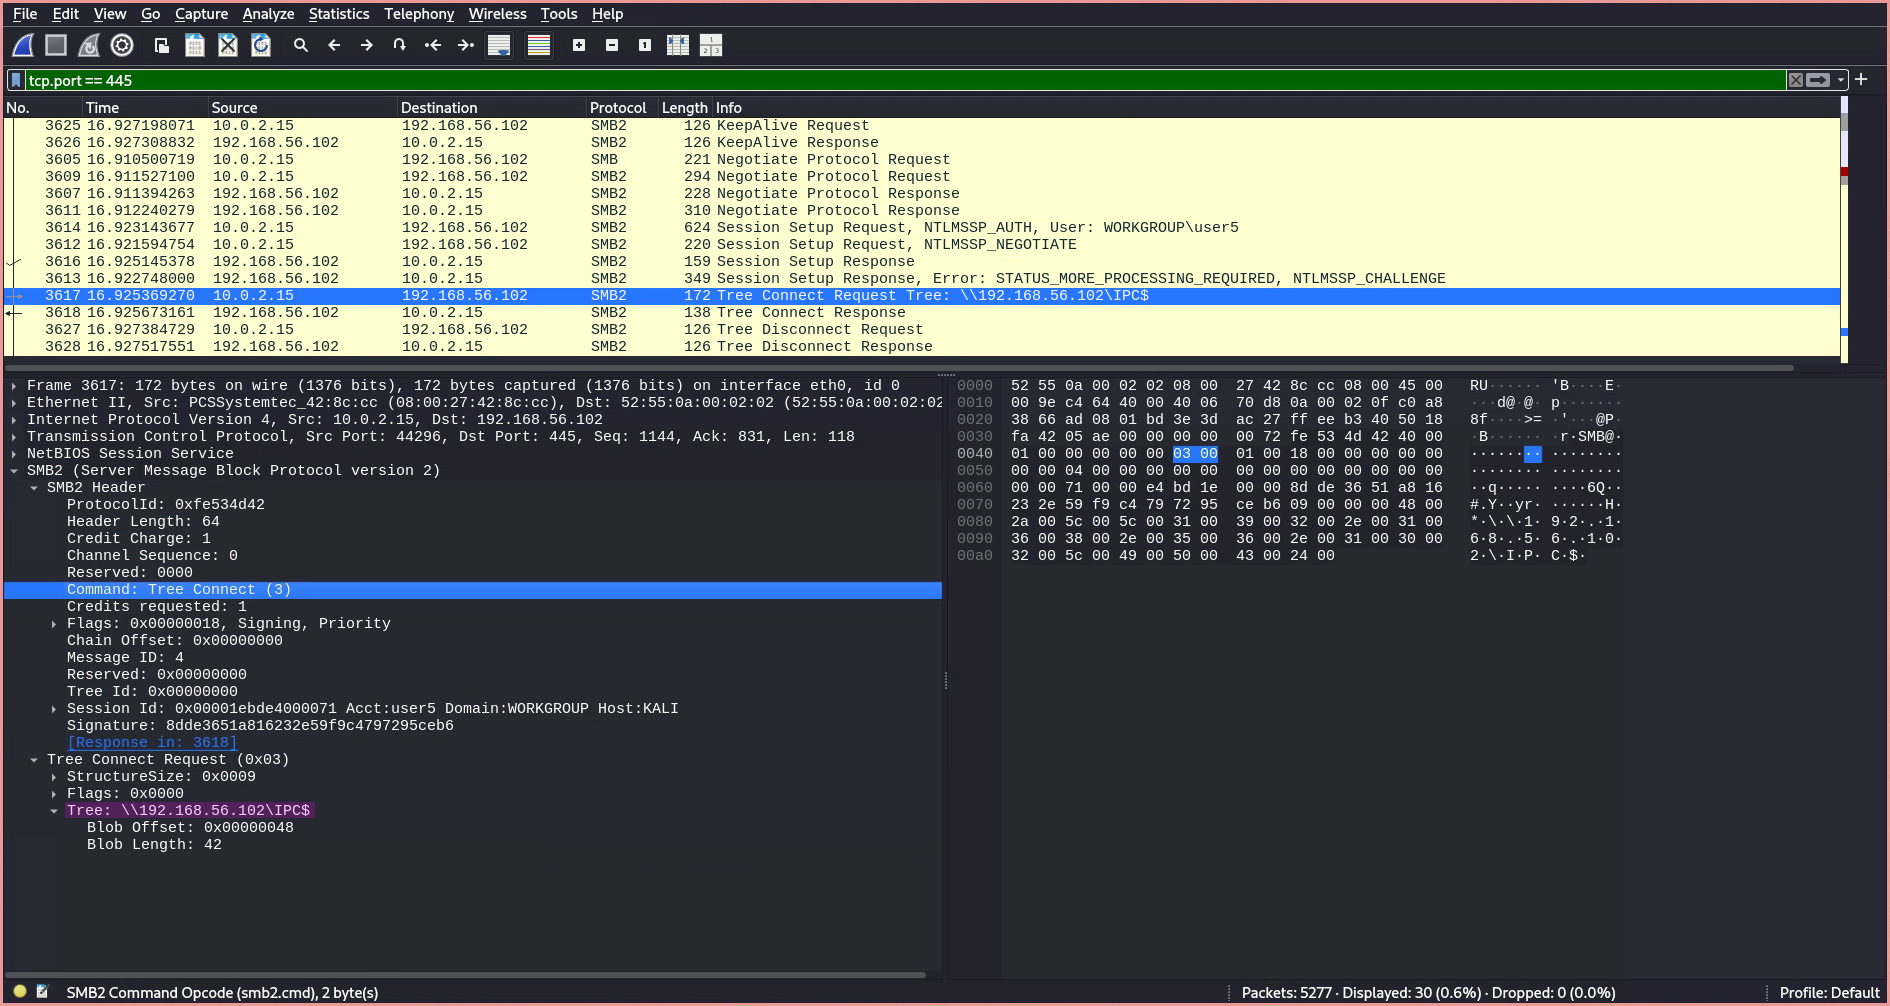 File Edit View Go Capture Analyze Statistics Telephony Wireless Tools Help
tcp.port == 445
No. Time Source Destination Protocol Length Info
3625 16.927198071 10.0.2.15 192.168.56.102 SMB2 126 KeepAlive Request
3626 16.927308832 192.168.56.102 10.0.2.15 SMB2 126 KeepAlive Response
3605 16.910500719 10.0.2.15 192.168.56.102 SMB 221 Negotiate Protocol Request
3609 16.911527100 10.0.2.15 192.168.56.102 SMB2 294 Negotiate Protocol Request
3607 16.911394263 192.168.56.102 10.0.2.15 SMB2 228 Negotiate Protocol Response
3611 16.912240279 192.168.56.102 10.0.2.15 SMB2 310 Negotiate Protocol Response
3614 16.923143677 10.0.2.15 192.168.56.102 SMB2 624 Session Setup Request, NTLMSSP_AUTH, User: WORKGROUP\user5
3612 16.921594754 10.0.2.15 192.168.56.102 SMB2 220 Session Setup Request, NTLMSSP_NEGOTIATE
3616 16.925145378 192.168.56.102 10.0.2.15 SMB2 159 Session Setup Response
3613 16.922748000 192.168.56.102 10.0.2.15 SMB2 349 Session Setup Response, Error: STATUS_MORE_PROCESSING_REQUIRED, NTLMSSP_CHALLENGE
3617 16.925369270 10.0.2.15 192.168.56.102 SMB2 172 Tree Connect Request Tree: \\192.168.56.102\IPC$
3618 16.925673161 192.168.56.102 10.0.2.15 SMB2 138 Tree Connect Response
3627 16.927384729 10.0.2.15 192.168.56.102 SMB2 126 Tree Disconnect Request
3628 16.927517551 192.168.56.102 10.0.2.15 SMB2 126 Tree Disconnect Response
Frame 3617: 172 bytes on wire (1376 bits), 172 bytes captured (1376 bits) on interface eth0, id 0
Ethernet II, Src: PCSSystemtec_42:8c:cc (08:00:27:42:8c:cc), Dst: 52:55:0a:00:02:02 (52:55:0a:00:02:02
Internet Protocol Version 4, Src: 10.0.2.15, Dst: 192.168.56.102
Transmission Control Protocol, Src Port: 44296, Dst Port: 445, Seq: 1144, Ack: 831, Len: 118
NetBIOS Session Service
SMB2 (Server Message Block Protocol version 2)
SMB2 Header
ProtocolId: 0xfe534d42
Header Length: 64
Credit Charge: 1
Channel Sequence: 0
Reserved: 0000
Command: Tree Connect (3)
Credits requested: 1
Flags: 0x00000018, Signing, Priority
Chain Offset: 0x00000000
Message ID: 4
Reserved: 0x00000000
Tree Id: 0x00000000
Session Id: 0x00001ebde4000071 Acct:user5 Domain:WORKGROUP Host:KALI
Signature: 8dde3651a816232e59f9c4797295ceb6
[Response in: 3618]
Tree Connect Request (0x03)
StructureSize: 0x0009
Flags: 0x0000
Tree: \\192.168.56.102\IPC$
Blob Offset: 0x00000048
Blob Length: 42
0000 52 55 0a 00 02 02 08 00 27 42 8c cc 08 00 45 00 RU······ 'B····E·
0010 00 9e c4 64 40 00 40 06 70 d8 0a 00 02 0f c0 a8 ···d@·@· p·······
0020 38 66 ad 08 01 bd 3e 3d ac 27 ff ee b3 40 50 18 8f····>= ·'···@P·
0030 fa 42 05 ae 00 00 00 00 00 72 fe 53 4d 42 40 00 ·B······ ·r·SMB@·
0040 01 00 00 00 00 00 03 00 01 00 18 00 00 00 00 00 ········ ········
0050 00 00 04 00 00 00 00 00 00 00 00 00 00 00 00 00 ········ ········
0060 00 00 71 00 00 e4 bd 1e 00 00 8d de 36 51 a8 16 ··q····· ····6Q··
0070 23 2e 59 f9 c4 79 72 95 ce b6 09 00 00 00 48 00 #.Y··yr· ······H·
0080 2a 00 5c 00 5c 00 31 00 39 00 32 00 2e 00 31 00 *·\·\·1· 9·2·.·1·
0090 36 00 38 00 2e 00 35 00 36 00 2e 00 31 00 30 00 6·8·.·5· 6·.·1·0·
00a0 32 00 5c 00 49 00 50 00 43 00 24 00 2·\·I·P· C·$·
SMB2 Command Opcode (smb2.cmd), 2 byte(s)
Packets: 5277 · Displayed: 30 (0.6%) · Dropped: 0 (0.0%)
Profile: Default